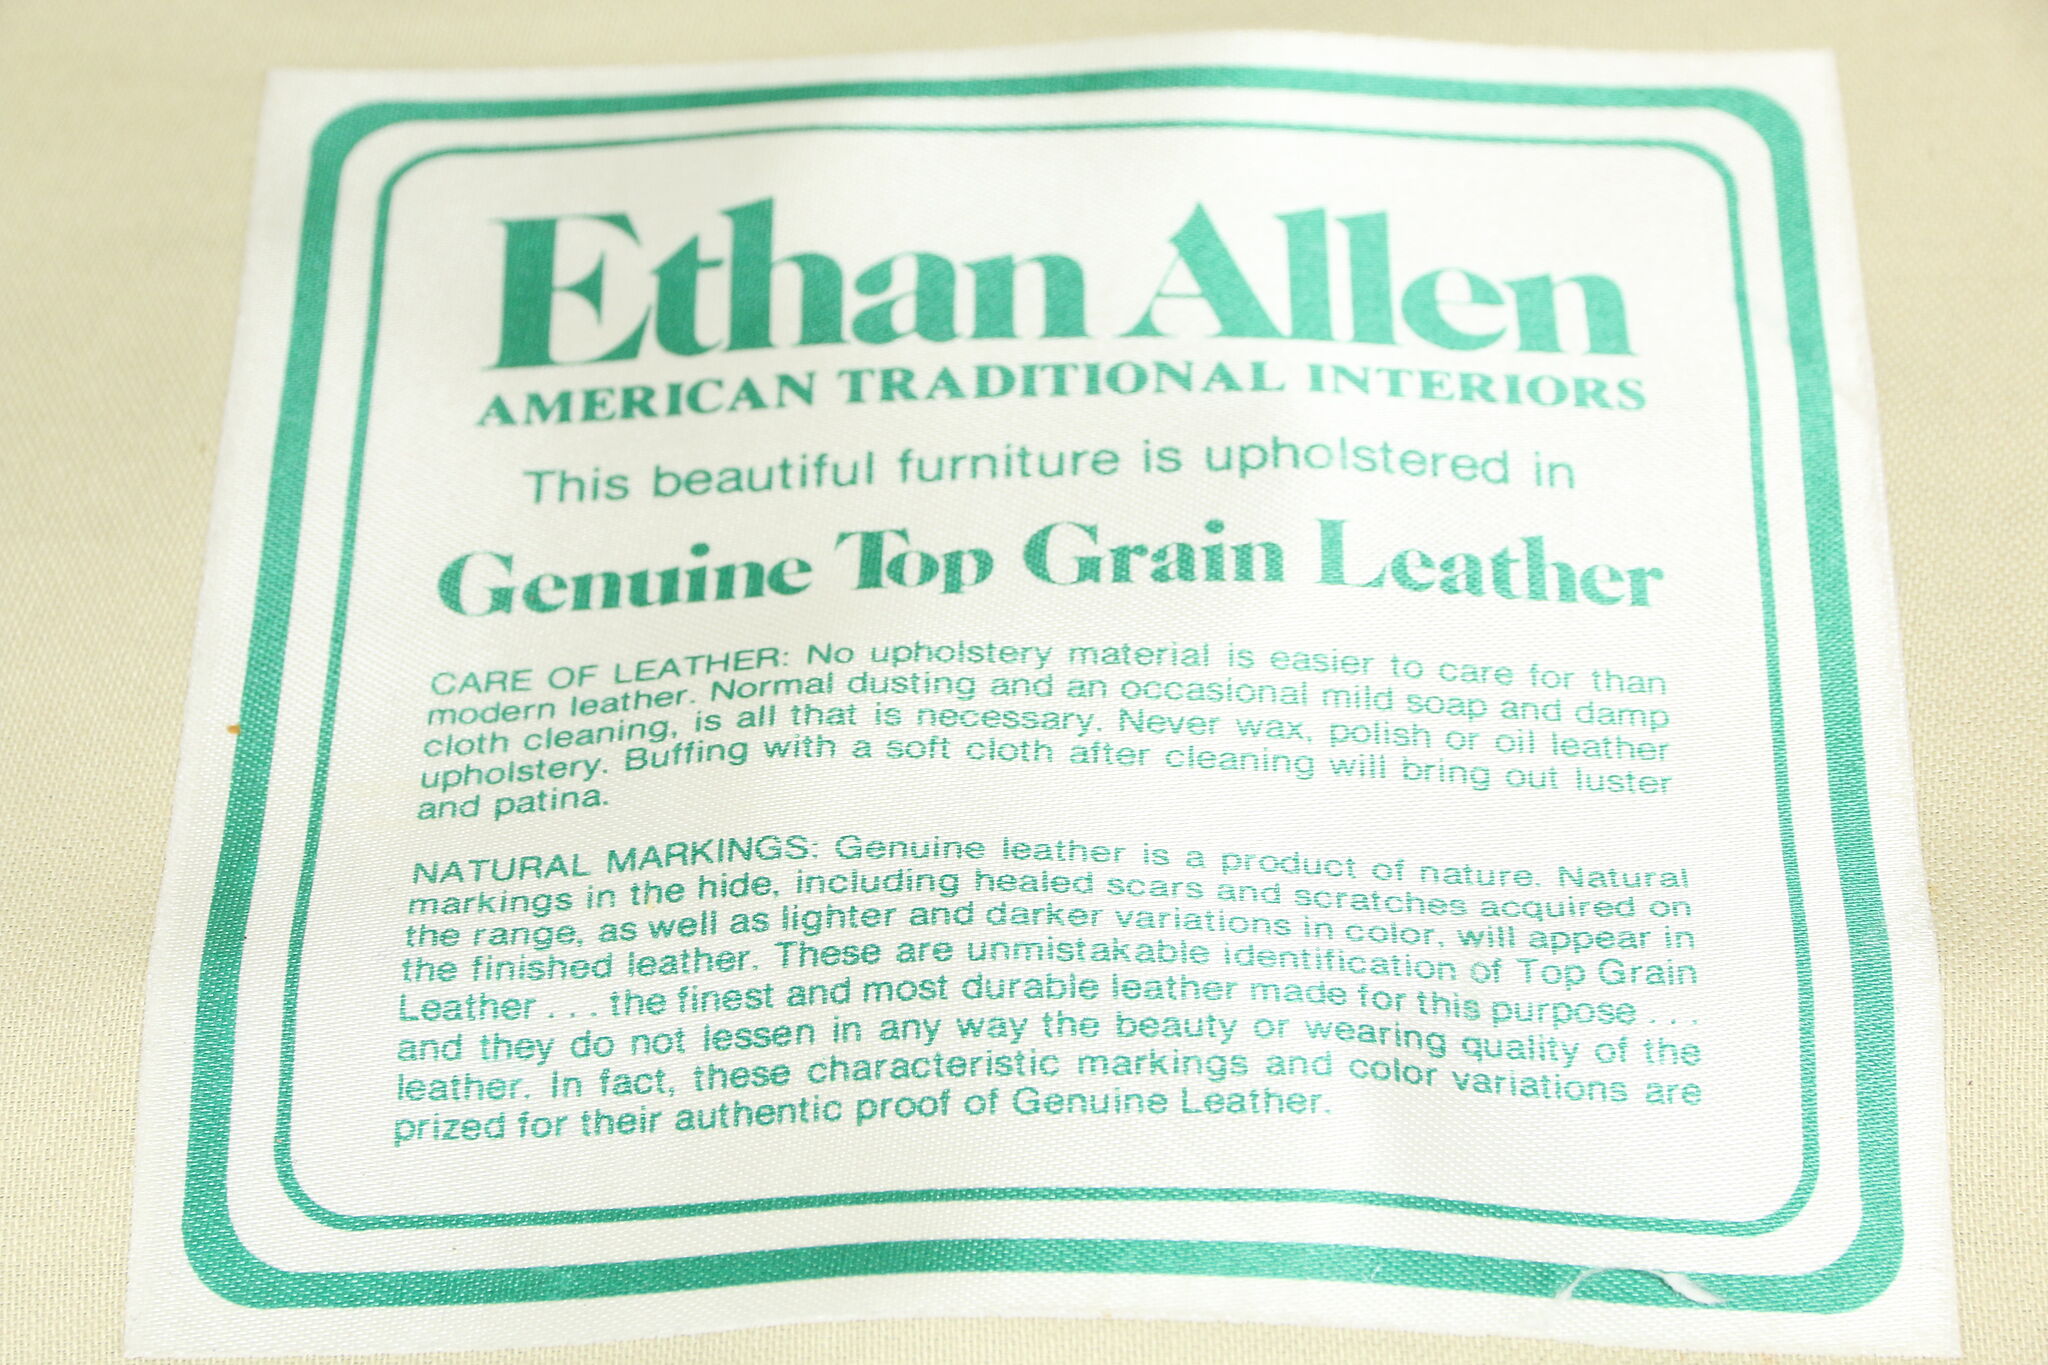 Ethan Allen
AMERICAN TRADITIONAL INTERIORS
This beautiful furniture is upholstered in
Genuine Top Grain Leather
CARE OF LEATHER: No upholstery material is easier to care for than
modern leather. Normal dusting and an occasional mild soap and damp
cloth cleaning, is all that is necessary. Never wax, polish or oil leather
upholstery. Buffing with a soft cloth after cleaning will bring out luster
and patina.
NATURAL MARKINGS: Genuine leather is a product of nature. Natural
markings in the hide, including healed scars and scratches acquired on
the range, as well as lighter and darker variations in color, will appear in
the finished leather. These are unmistakable identification of Top Grain
Leather . . . the finest and most durable leather made for this purpose . . .
and they do not lessen in any way the beauty or wearing quality of the
leather. In fact, these characteristic markings and color variations are
prized for their authentic proof of Genuine Leather.